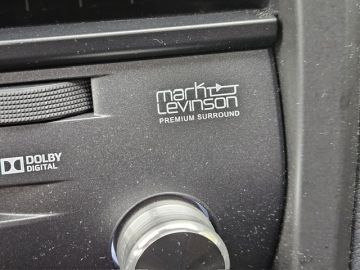 mark
Levinson
PREMIUM SURROUND
DOLBY
DIGITAL